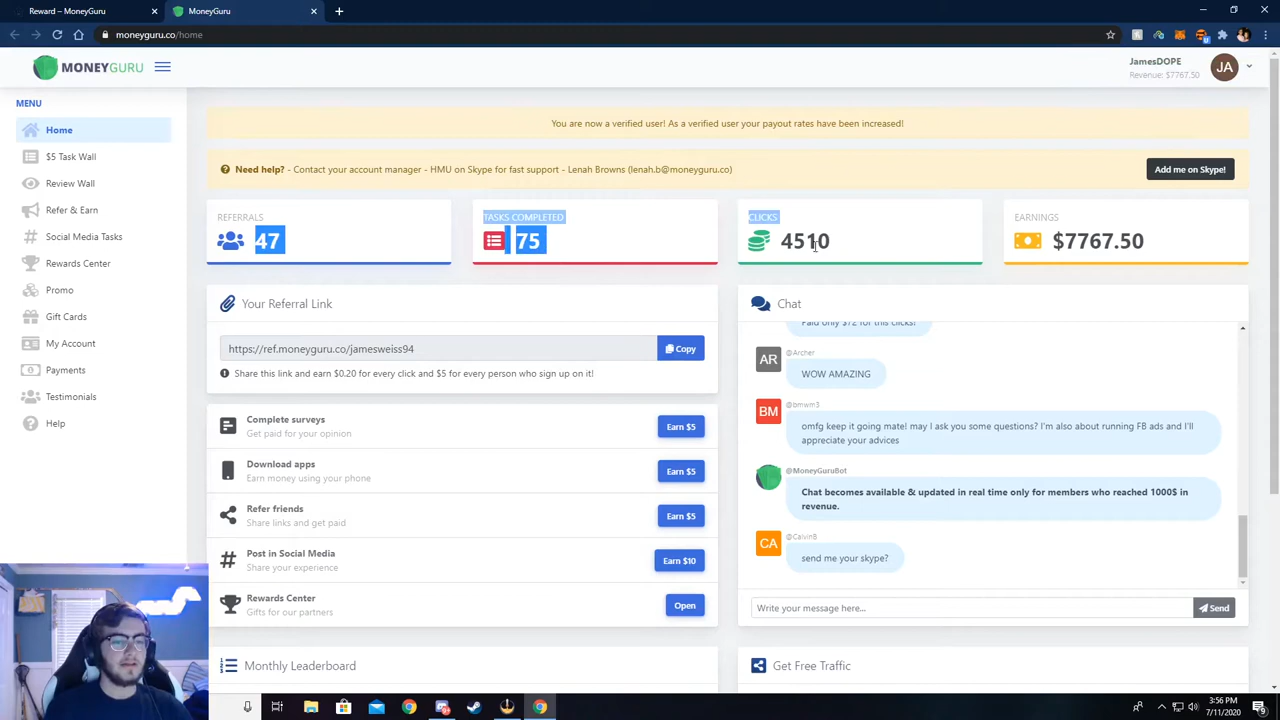 Reward – MoneyGuru
MoneyGuru
moneyguru.co/home
MONEYGURU
JamesDOPE
Revenue: $7767.50
JA
MENU
Home
$5 Task Wall
Review Wall
Refer & Earn
Social Media Tasks
Rewards Center
Promo
Gift Cards
My Account
Payments
Testimonials
Help
You are now a verified user! As a verified user your payout rates have been increased!
Need help? - Contact your account manager - HMU on Skype for fast support - Lenah Browns (lenah.b@moneyguru.co)
Add me on Skype!
REFERRALS
47
TASKS COMPLETED
75
CLICKS
4510
EARNINGS
$7767.50
Your Referral Link
https://ref.moneyguru.co/jamesweiss94
Copy
Share this link and earn $0.20 for every click and $5 for every person who sign up on it!
Complete surveys
Get paid for your opinion
Earn $5
Download apps
Earn money using your phone
Earn $5
Refer friends
Share links and get paid
Earn $5
Post in Social Media
Share your experience
Earn $10
Rewards Center
Gifts for our partners
Open
Monthly Leaderboard
Chat
Paid only $72 for this clicks!
@Archer
AR
WOW AMAZING
@bmwm3
BM
omfg keep it going mate! may I ask you some questions? I'm also about running FB ads and I'll
appreciate your advices
@MoneyGuruBot
Chat becomes available & updated in real time only for members who reached 1000$ in
revenue.
@CalvinB
CA
send me your skype?
Write your message here...
Send
Get Free Traffic
3:56 PM
7/11/2020